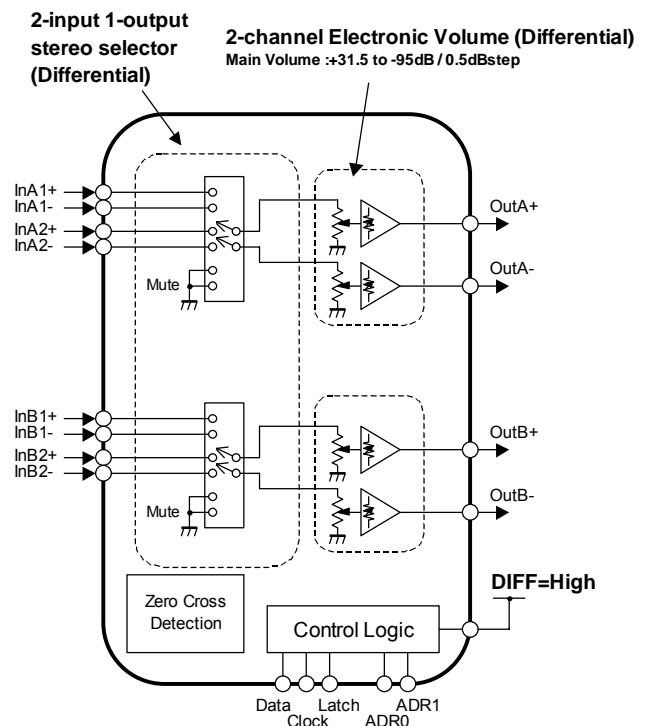 2-input 1-output
stereo selector
(Differential)
2-channel Electronic Volume (Differential)
Main Volume :+31.5 to -95dB / 0.5dBstep
InA1+
InA1-
InA2+
InA2-
Mute
OutA+
OutA-
InB1+
InB1-
InB2+
InB2-
Mute
OutB+
OutB-
DIFF=High
Zero Cross
Detection
Control Logic
Data
Clock
Latch
ADR0
ADR1